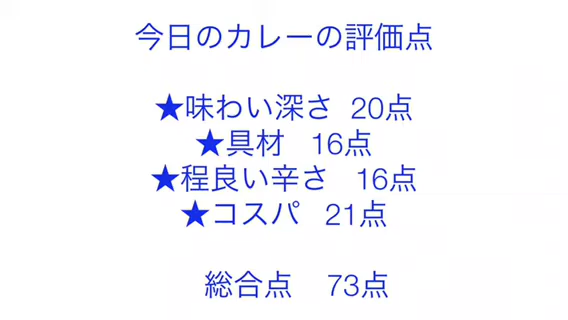 今日のカレーの評価点
★味わい深さ 20点
★具材 16点
★程良い辛さ 16点
★コスパ 21点
総合点 73点